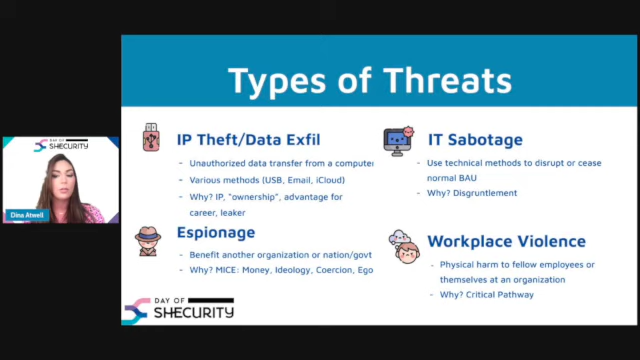 Types of Threats
DAY OF
SHECURITY
Dina Atwell
IP Theft/Data Exfil
- Unauthorized data transfer from a computer
- Various methods (USB, Email, iCloud)
- Why? IP, "ownership", advantage for
career, leaker
Espionage
- Benefit another organization or nation/govt
- Why? MICE: Money, Ideology, Coercion, Ego
IT Sabotage
- Use technical methods to disrupt or cease
normal BAU
- Why? Disgruntlement
Workplace Violence
- Physical harm to fellow employees or
themselves at an organization
- Why? Critical Pathway
DAY OF
SHECURITY